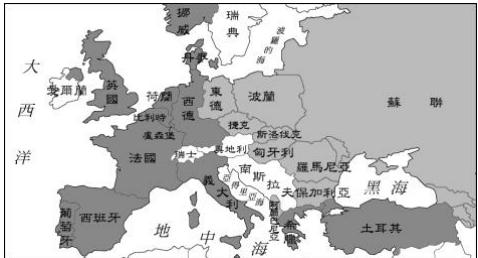 挪威
瑞典
波羅的海
丹麥
大西洋
愛爾蘭
英國
荷蘭
西德
東德
波蘭
蘇聯
比利時
盧森堡
捷克
斯洛伐克
法國
瑞士
奧地利
匈牙利
羅馬尼亞
南斯拉夫
保加利亞
黑海
義大利
亞得里亞海
阿爾巴尼亞
葡萄牙
西班牙
地中海
希臘
土耳其